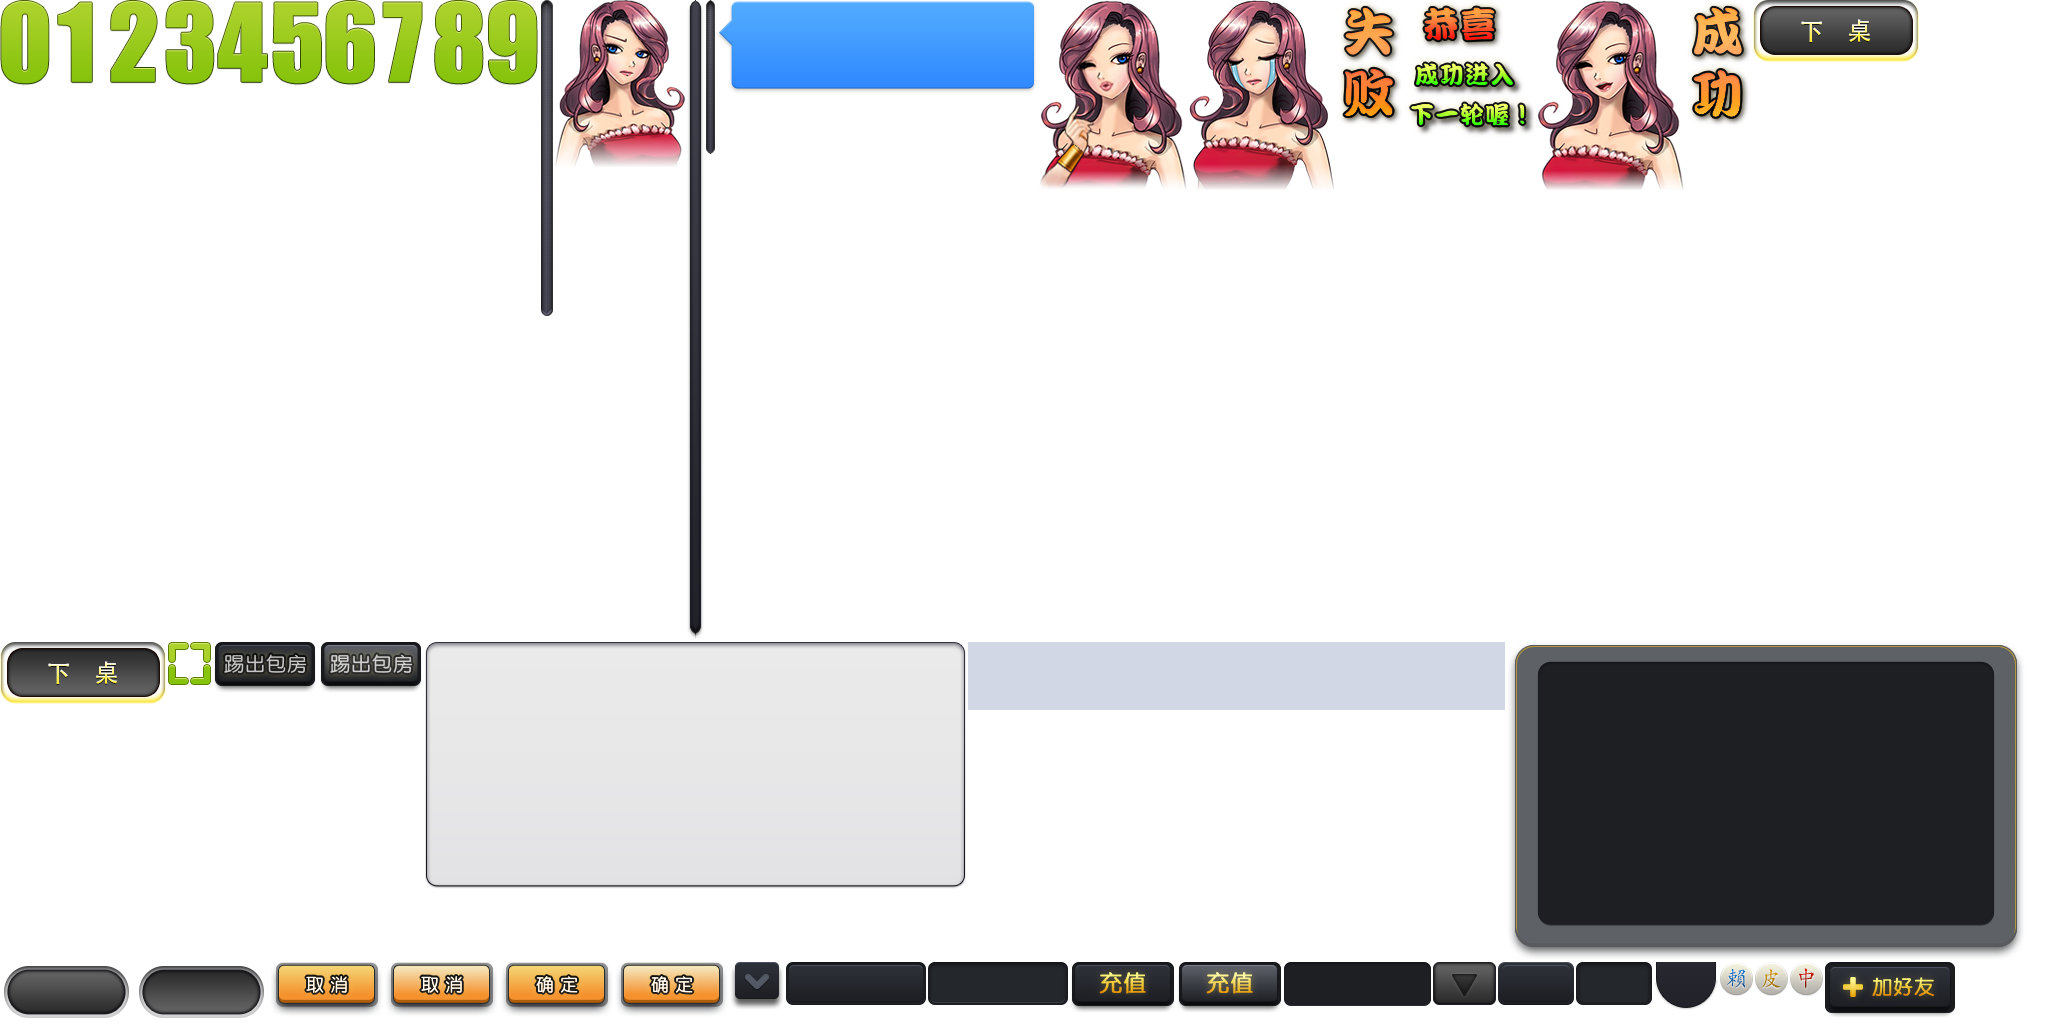 0123456789
失败
恭喜
成功进入
下一轮喔！
成功
下 桌
下 桌
踢出包房
踢出包房
取消
取消
确定
确定
充值
充值
賴
皮
中
加好友